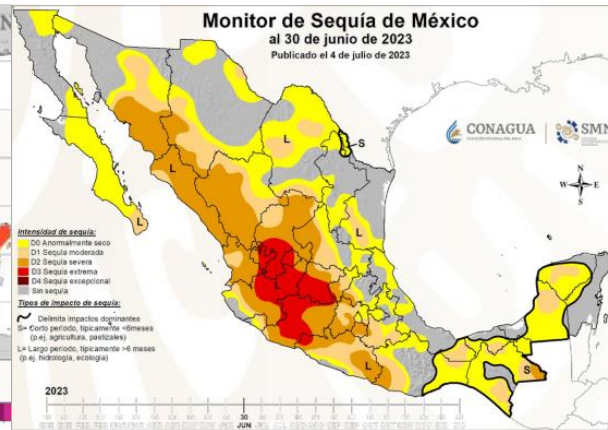 Monitor de Sequía de México
al 30 de junio de 2023
Publicado el 4 de julio de 2023
CONAGUA
SMN
N
W
E
S
L
S
L
L
L
L
L
S
Intensidad de sequía:
D0 Anormalmente seco
D1 Sequía moderada
D2 Sequía severa
D3 Sequía extrema
D4 Sequía excepcional
Sin sequía
Tipos de impacto de sequía:
Delimita impactos dominantes
S= Corto periodo, típicamente <6meses
(p.ej. agricultura, pastizales)
L= Largo periodo, típicamente >6 meses
(p.ej. hidrología, ecología)
2023
30
JUN